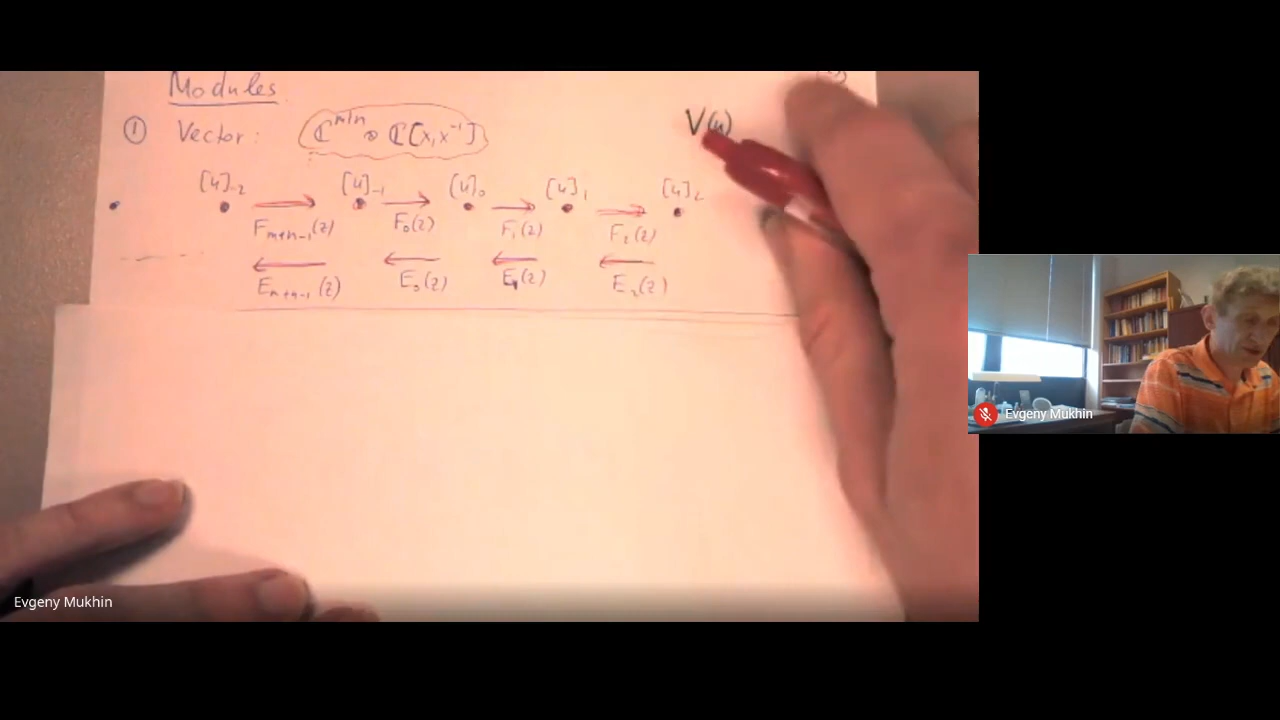 Modules
① Vector: ℂ^{m|n} ⊗ ℂ[x, x⁻¹] V(u)
[u]₋₂ [u]₋₁ [u]₀ [u]₁ [u]₂
F_{m+n-1}(z) F₀(z) F₁(z) F₂(z)
E_{m+n-1}(z) E₀(z) E₁(z) E₂(z)
Evgeny Mukhin
Evgeny Mukhin